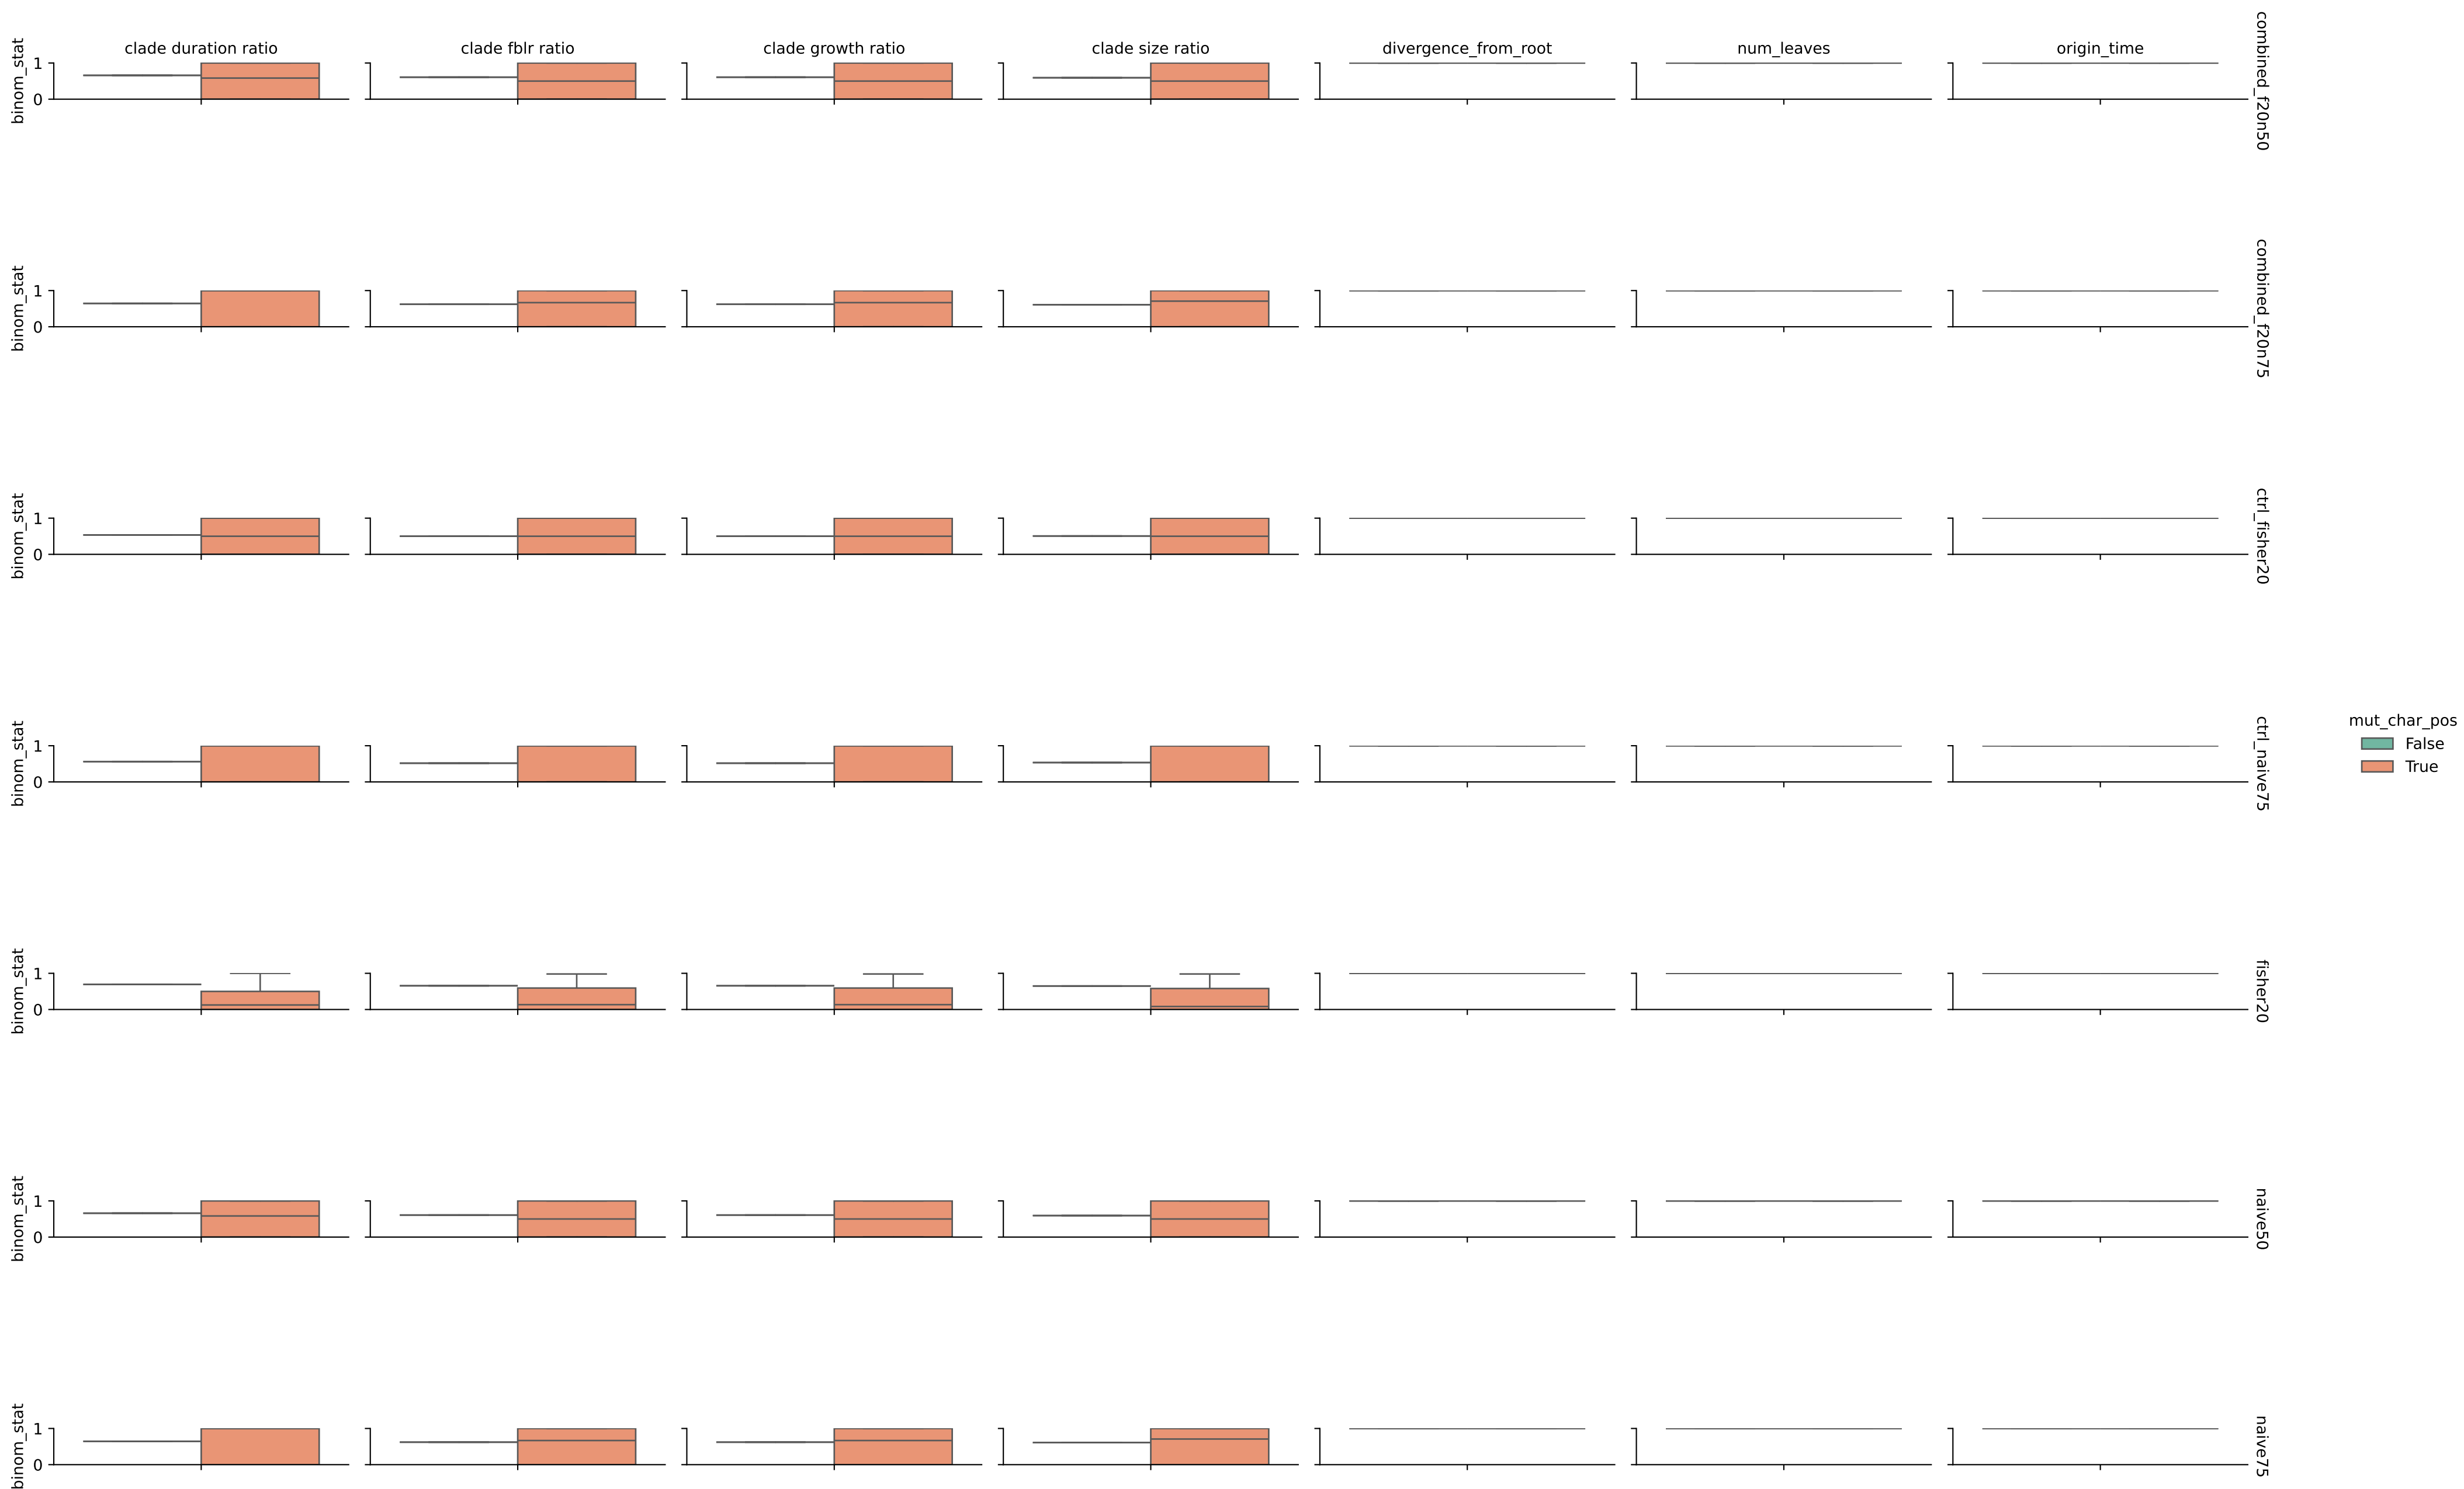 clade duration ratio
clade fblr ratio
clade growth ratio
clade size ratio
divergence_from_root
num_leaves
origin_time
binom_stat
1
0
combined_f20n50
binom_stat
1
0
combined_f20n75
binom_stat
1
0
ctrl_fisher20
binom_stat
1
0
ctrl_naive75
mut_char_pos
False
True
binom_stat
1
0
fisher20
binom_stat
1
0
naive50
binom_stat
1
0
naive75